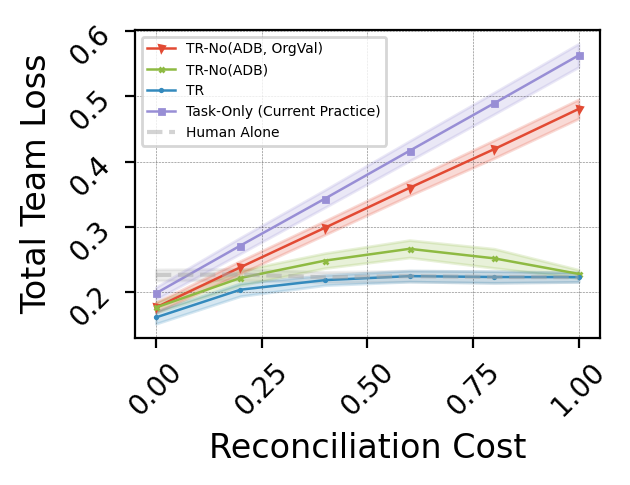 0.6
0.5
0.4
0.3
0.2
Total Team Loss
TR-No(ADB, OrgVal)
TR-No(ADB)
TR
Task-Only (Current Practice)
Human Alone
0.00
0.25
0.50
0.75
1.00
Reconciliation Cost